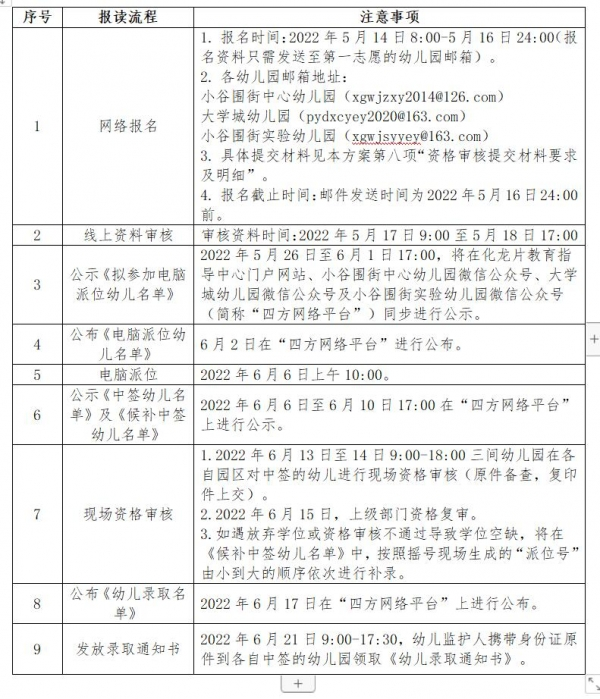 序号 报读流程 注意事项
1 网络报名
1. 报名时间:2022 年 5 月 14 日 8:00-5 月 16 日 24:00(报
名资料只需发送至第一志愿的幼儿园邮箱)。
2. 各幼儿园邮箱地址:
小谷围街中心幼儿园（xgwjzxy2014@126.com）
大学城幼儿园（pydxcyey2020@163.com）
小谷围街实验幼儿园（xgwjsyyey@163.com）
3. 具体提交材料见本方案第八项“资格审核提交材料要求
及明细”。
4. 报名截止时间:邮件发送时间为 2022 年 5 月 16 日 24:00
前。
2 线上资料审核 审核资料时间:2022 年 5 月 17 日 9:00 至 5 月 18 日 17:00
3 公示《拟参加电脑
派位幼儿名单》
2022 年 5 月 26 日至 6 月 1 日 17:00，将在化龙片教育指
导中心门户网站、小谷围街中心幼儿园微信公众号、大学
城幼儿园微信公众号及小谷围街实验幼儿园微信公众号
（简称“四方网络平台”）同步进行公示。
4 公布《电脑派位幼
儿名单》
6 月 2 日在“四方网络平台”进行公布。
5 电脑派位 2022 年 6 月 6 日上午 10:00。
6 公示《中签幼儿名
单》及《候补中签
幼儿名单》
2022 年 6 月 6 日至 6 月 10 日 17:00 在“四方网络平台”
上进行公示。
7 现场资格审核
1.2022 年 6 月 13 日至 14 日 9:00-18:00 三间幼儿园在各
自园区对中签的幼儿进行现场资格审核（原件备查，复印
件上交）。
2.2022 年 6 月 15 日，上级部门资格复审。
3.如遇放弃学位或资格审核不通过导致学位空缺，将在
《候补中签幼儿名单》中，按照摇号现场生成的“派位号”
由小到大的顺序依次进行补录。
8 公布《幼儿录取名
单》
2022 年 6 月 17 日在“四方网络平台”上进行公布。
9 发放录取通知书
2022 年 6 月 21 日 9:00-17:30，幼儿监护人携带身份证原
件到各自中签的幼儿园领取《幼儿录取通知书》。